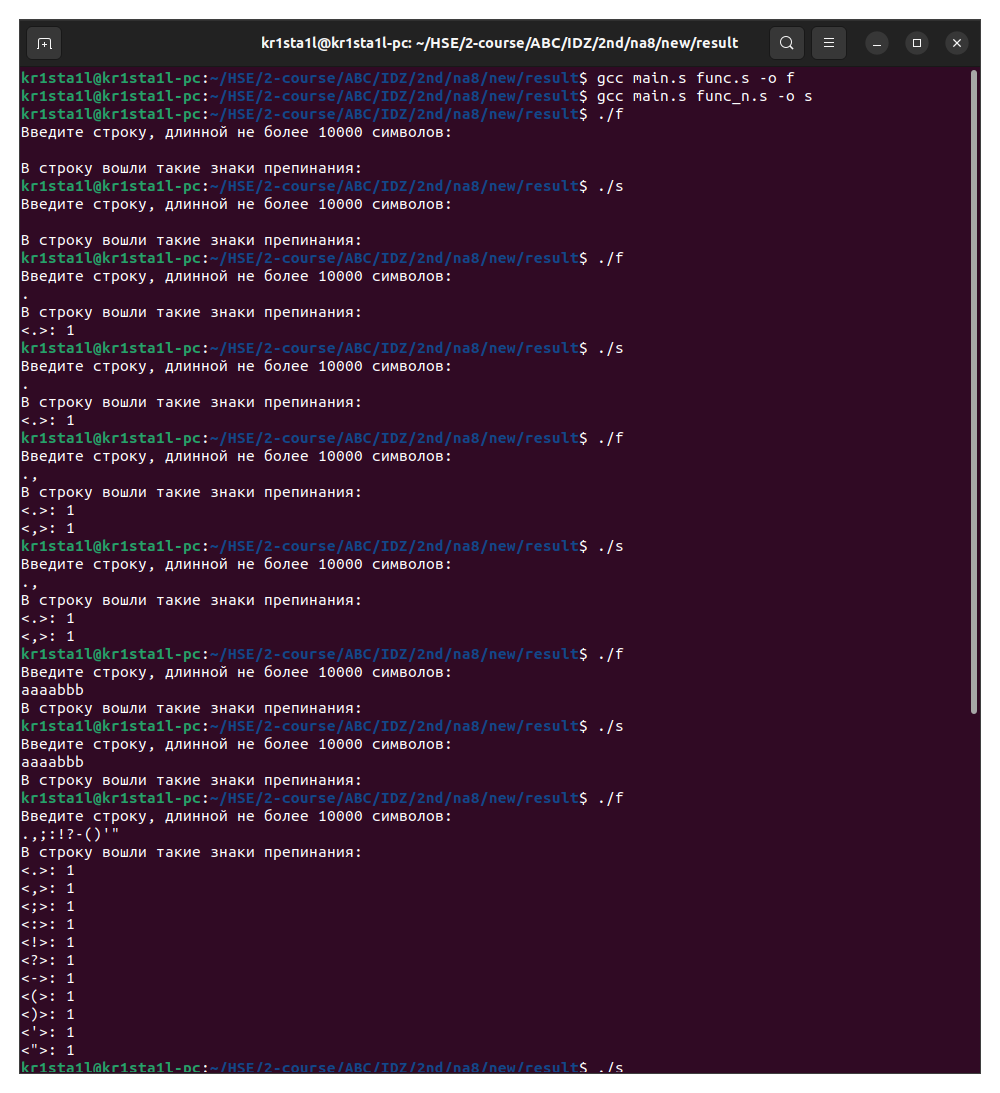 kr1sta1l@kr1sta1l-pc: ~/HSE/2-course/ABC/IDZ/2nd/na8/new/result
kr1sta1l@kr1sta1l-pc:~/HSE/2-course/ABC/IDZ/2nd/na8/new/result$ gcc main.s func.s -o f
kr1sta1l@kr1sta1l-pc:~/HSE/2-course/ABC/IDZ/2nd/na8/new/result$ gcc main.s func_n.s -o s
kr1sta1l@kr1sta1l-pc:~/HSE/2-course/ABC/IDZ/2nd/na8/new/result$ ./f
Введите строку, длинной не более 10000 символов:

В строку вошли такие знаки препинания:
kr1sta1l@kr1sta1l-pc:~/HSE/2-course/ABC/IDZ/2nd/na8/new/result$ ./s
Введите строку, длинной не более 10000 символов:

В строку вошли такие знаки препинания:
kr1sta1l@kr1sta1l-pc:~/HSE/2-course/ABC/IDZ/2nd/na8/new/result$ ./f
Введите строку, длинной не более 10000 символов:
.
В строку вошли такие знаки препинания:
<.>: 1
kr1sta1l@kr1sta1l-pc:~/HSE/2-course/ABC/IDZ/2nd/na8/new/result$ ./s
Введите строку, длинной не более 10000 символов:
.
В строку вошли такие знаки препинания:
<.>: 1
kr1sta1l@kr1sta1l-pc:~/HSE/2-course/ABC/IDZ/2nd/na8/new/result$ ./f
Введите строку, длинной не более 10000 символов:
.,
В строку вошли такие знаки препинания:
<.>: 1
<,>: 1
kr1sta1l@kr1sta1l-pc:~/HSE/2-course/ABC/IDZ/2nd/na8/new/result$ ./s
Введите строку, длинной не более 10000 символов:
.,
В строку вошли такие знаки препинания:
<.>: 1
<,>: 1
kr1sta1l@kr1sta1l-pc:~/HSE/2-course/ABC/IDZ/2nd/na8/new/result$ ./f
Введите строку, длинной не более 10000 символов:
aaaabbb
В строку вошли такие знаки препинания:
kr1sta1l@kr1sta1l-pc:~/HSE/2-course/ABC/IDZ/2nd/na8/new/result$ ./s
Введите строку, длинной не более 10000 символов:
aaaabbb
В строку вошли такие знаки препинания:
kr1sta1l@kr1sta1l-pc:~/HSE/2-course/ABC/IDZ/2nd/na8/new/result$ ./f
Введите строку, длинной не более 10000 символов:
.,;:!?-()'"
В строку вошли такие знаки препинания:
<.>: 1
<,>: 1
<;>: 1
<:>: 1
<!>: 1
<?>: 1
<->: 1
<(>: 1
<)>: 1
<'>: 1
<">: 1
kr1sta1l@kr1sta1l-pc:~/HSE/2-course/ABC/IDZ/2nd/na8/new/result$ ./s